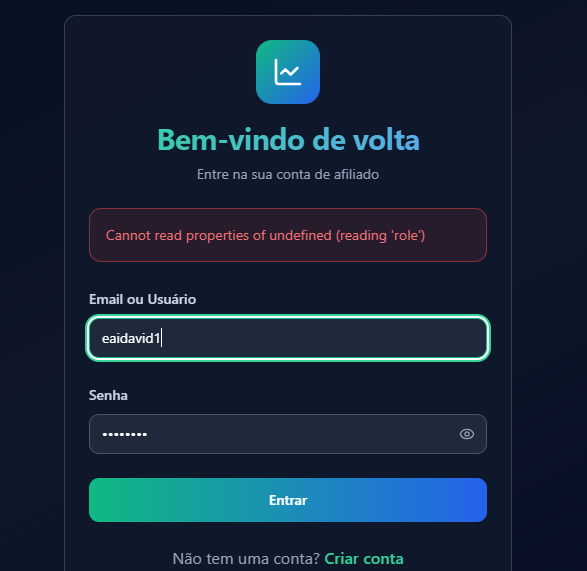 Bem-vindo de volta
Entre na sua conta de afiliado
Cannot read properties of undefined (reading 'role')
Email ou Usuário
eaidavid1
Senha
••••••••
Entrar
Não tem uma conta? Criar conta